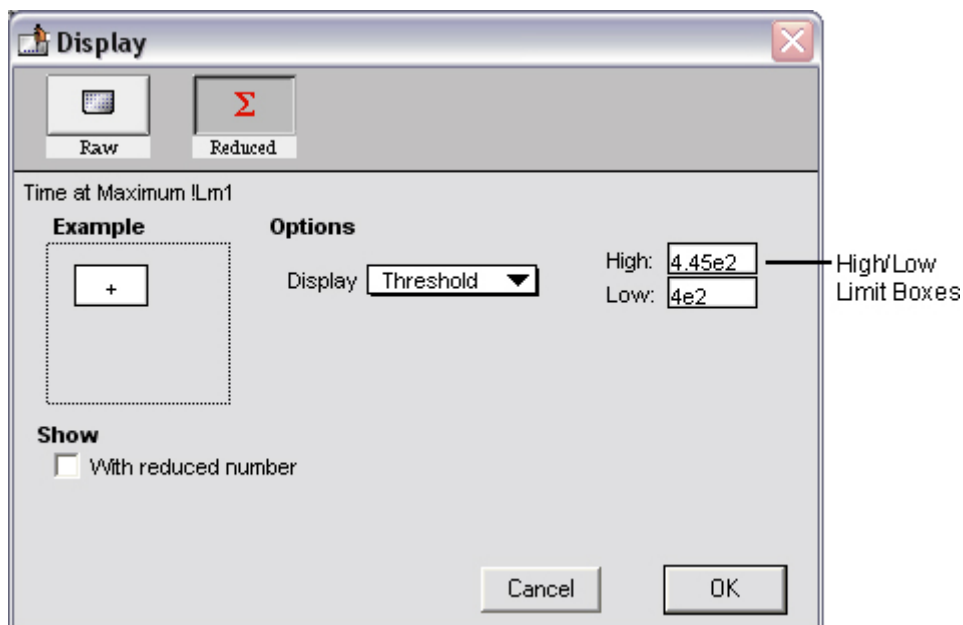 Display
Raw
Σ
Reduced
Time at Maximum !Lm1
Example
Options
+
Display Threshold
High: 4.45e2
Low: 4e2
High/Low
Limit Boxes
Show
With reduced number
Cancel
OK